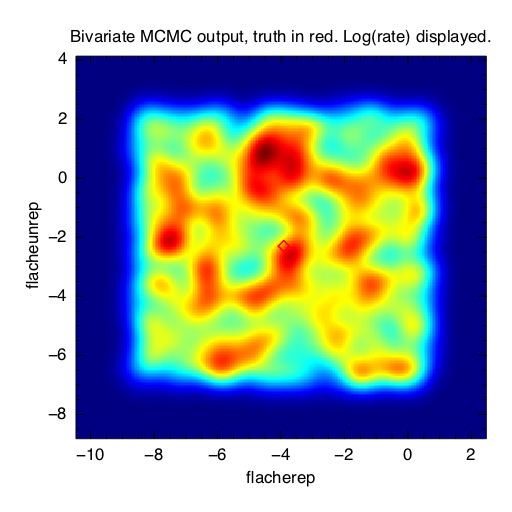 Bivariate MCMC output, truth in red. Log(rate) displayed.
4
2
0
−2
−4
−6
−8
flacheunrep
−10 −8 −6 −4 −2 0 2
flacherep